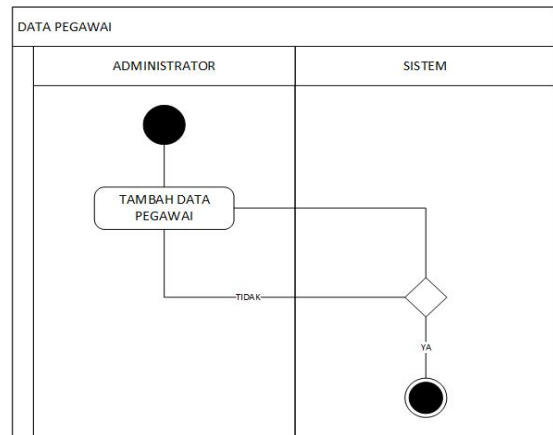 DATA PEGAWAI
ADMINISTRATOR
SISTEM
TAMBAH DATA
PEGAWAI
TIDAK
YA